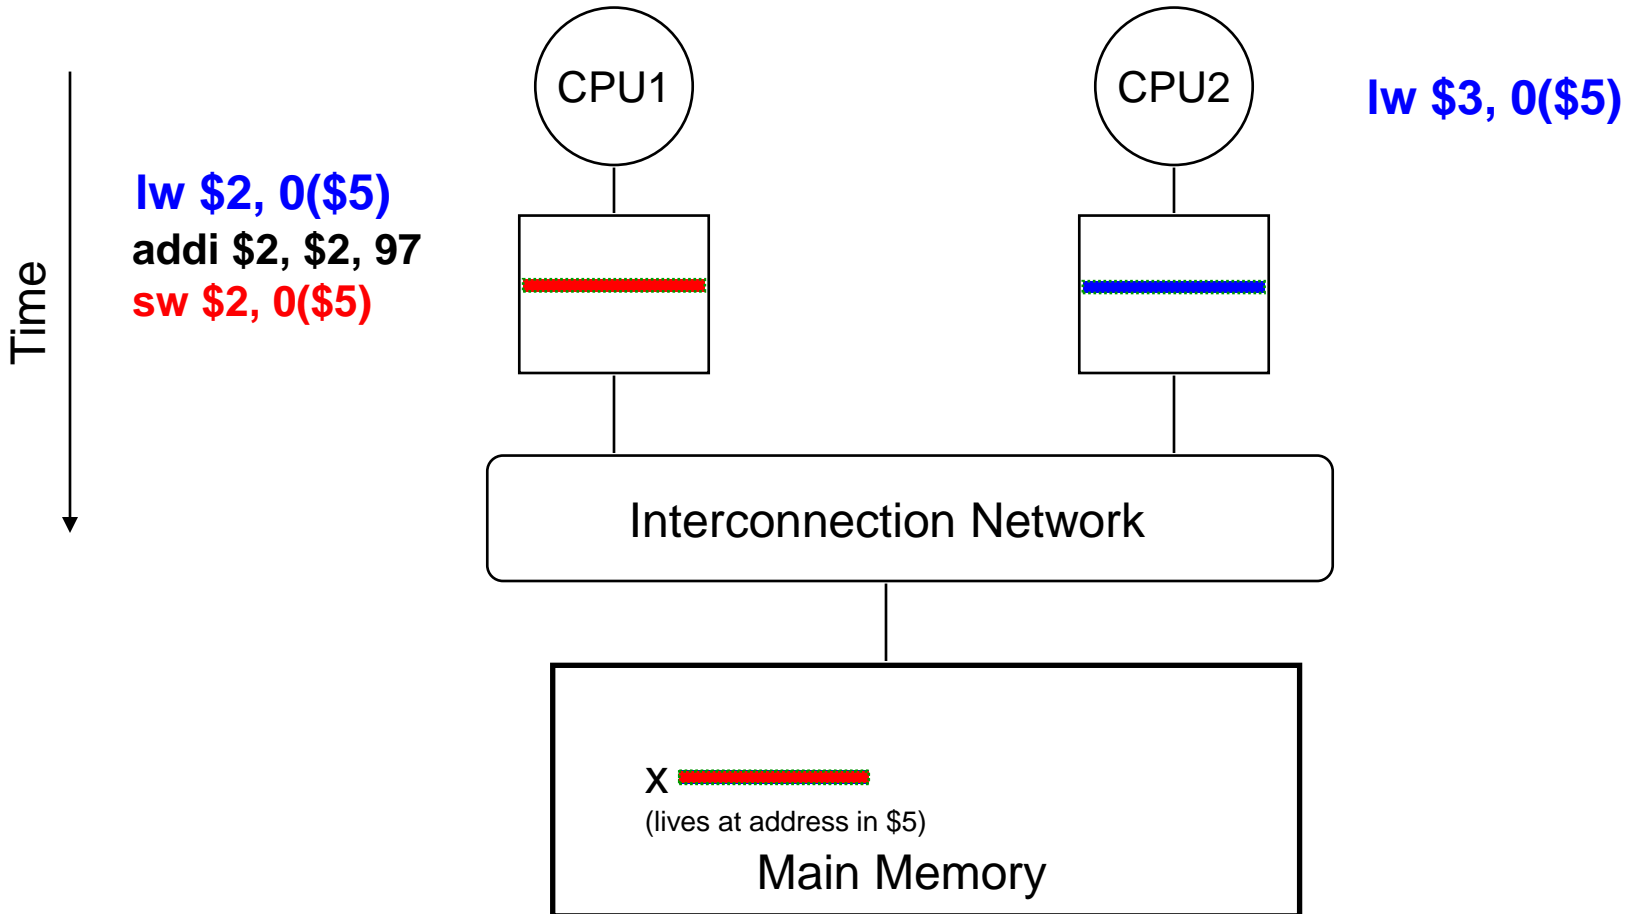 CPU1
CPU2
lw $3, 0($5)
lw $2, 0($5)
addi $2, $2, 97
sw $2, 0($5)
Time
Interconnection Network
x
(lives at address in $5)
Main Memory